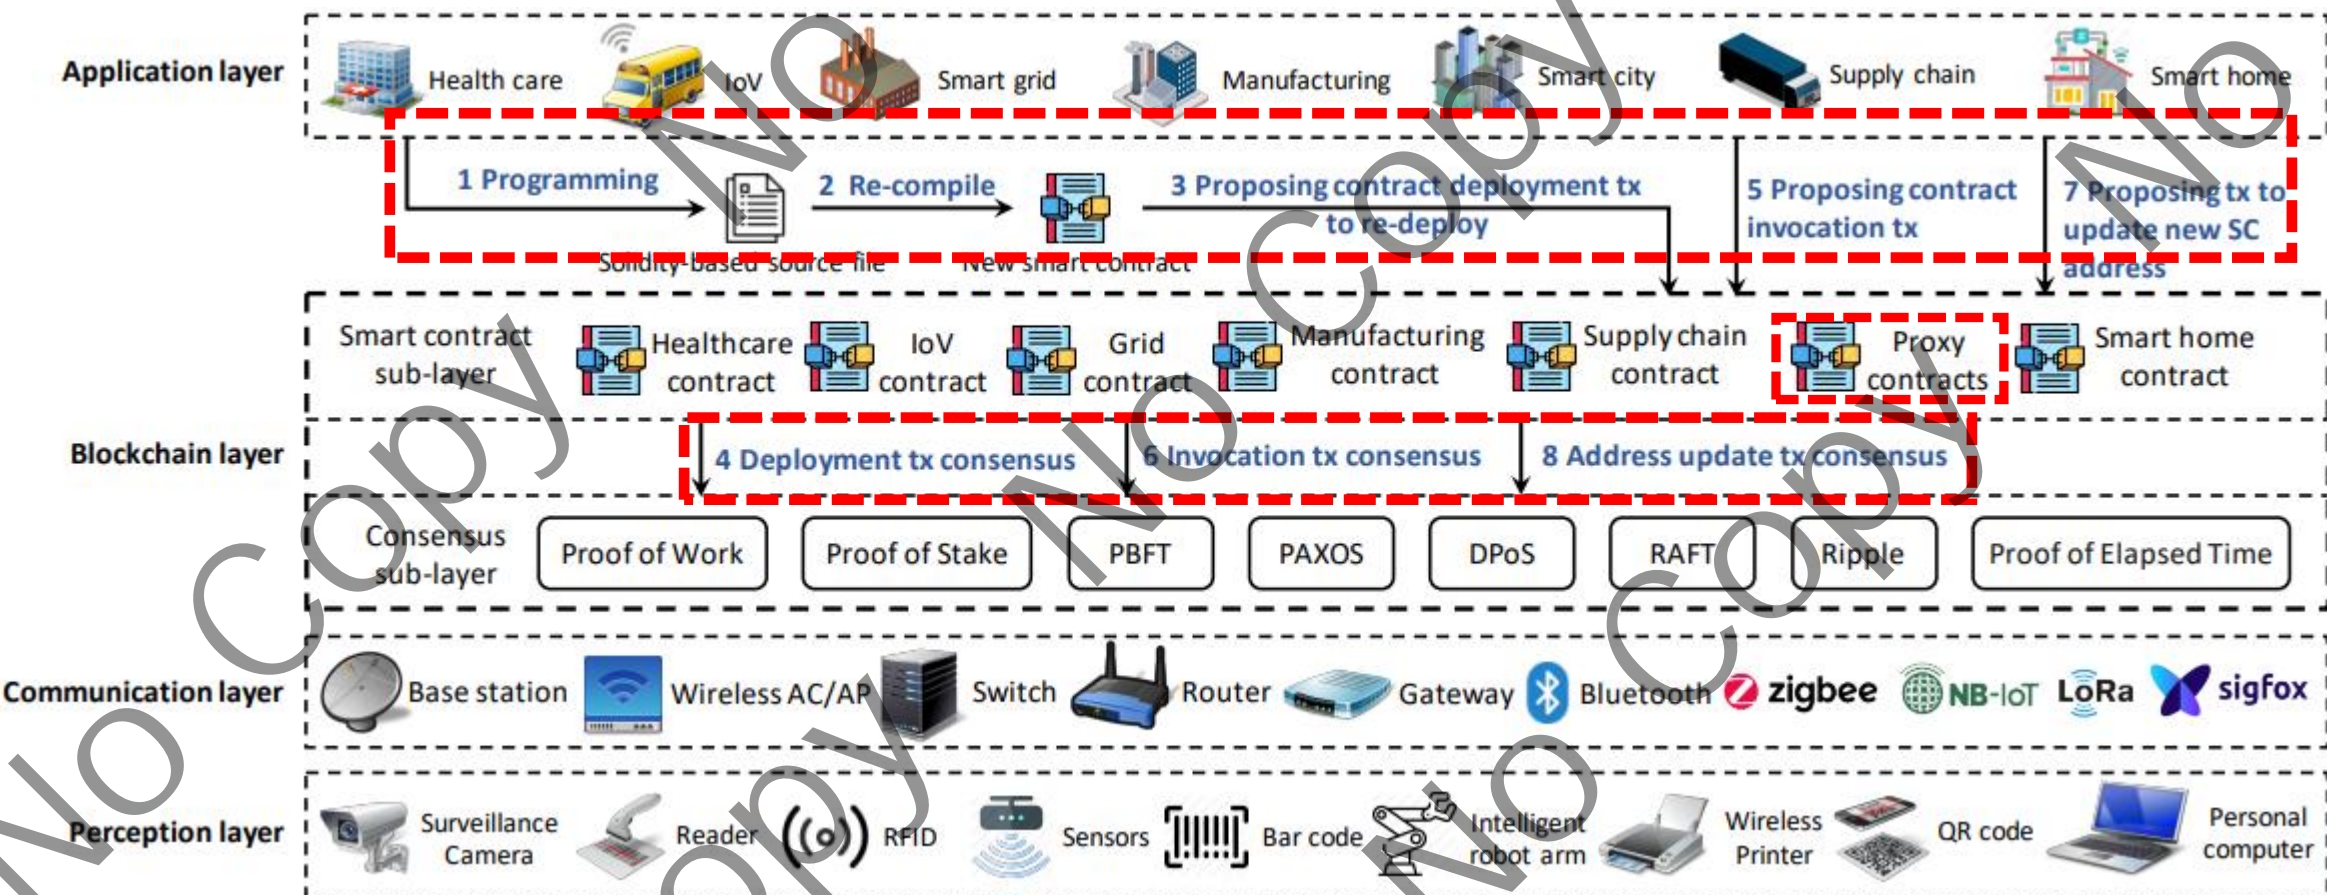 Application layer
Health care
IoV
Smart grid
Manufacturing
Smart city
Supply chain
Smart home
1 Programming
2 Re-compile
3 Proposing contract deployment tx
to re-deploy
5 Proposing contract
invocation tx
7 Proposing tx to
update new SC
address
Solidity-based source file
New smart contract
Blockchain layer
Smart contract
sub-layer
Healthcare
contract
IoV
contract
Grid
contract
Manufacturing
contract
Supply chain
contract
Proxy
contracts
Smart home
contract
4 Deployment tx consensus
6 Invocation tx consensus
8 Address update tx consensus
Consensus
sub-layer
Proof of Work
Proof of Stake
PBFT
PAXOS
DPoS
RAFT
Ripple
Proof of Elapsed Time
Communication layer
Base station
Wireless AC/AP
Switch
Router
Gateway
Bluetooth
zigbee
NB-IoT
LoRa
sigfox
Perception layer
Surveillance
Camera
Reader
RFID
Sensors
Bar code
Intelligent
robot arm
Wireless
Printer
QR code
Personal
computer
No Copy No Copy
No Copy No Copy No
No Copy